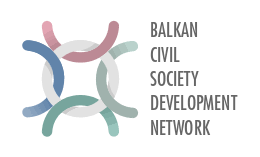 BALKAN
CIVIL
SOCIETY
DEVELOPMENT
NETWORK